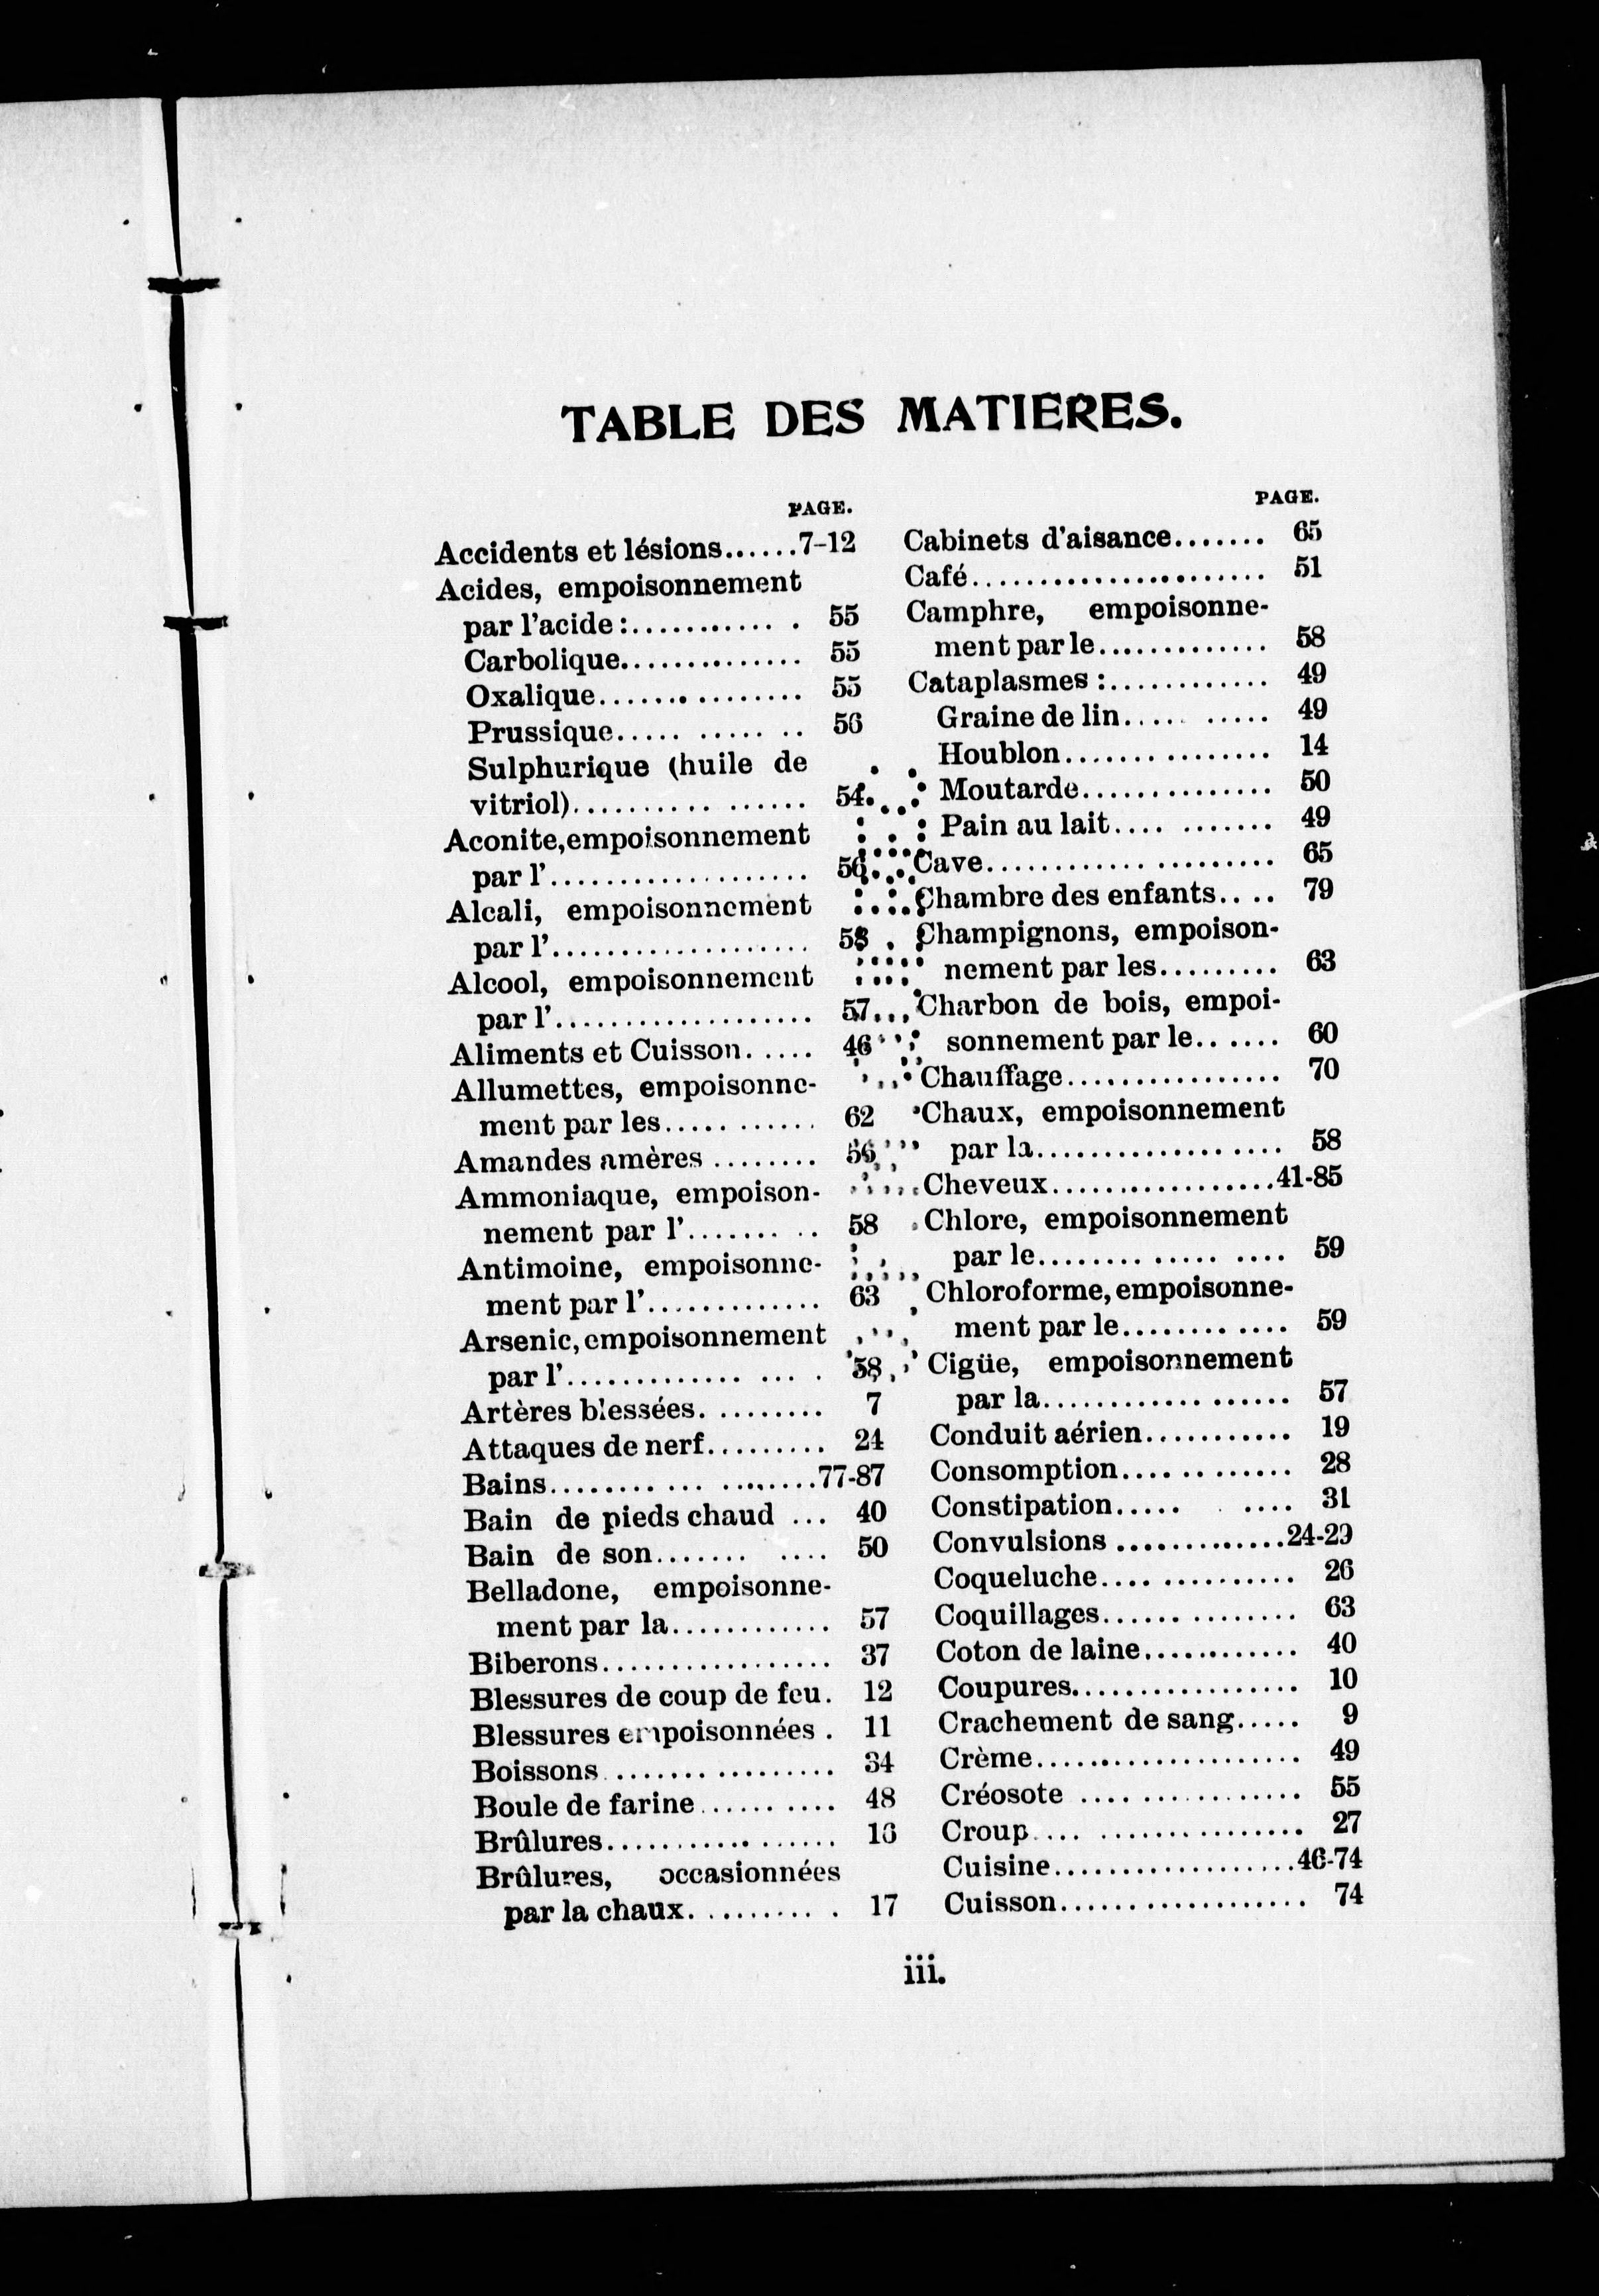 TABLE DES MATIERES.
PAGE.
Accidents et lésions......7-12
Acides, empoisonnement
par l'acide:............ 55
Carbolique.............. 55
Oxalique............... 55
Prussique............ 56
Sulphurique (huile de
vitriol)................ 54
Aconite, empoisonnement
par l'................... 56
Alcali, empoisonnement
par l'................... 58
Alcool, empoisonnement
par l'................... 57
Aliments et Cuisson...... 46
Allumettes, empoisonne-
ment par les........... 62
Amandes amères ........ 56
Ammoniaque, empoison-
nement par l'......... 58
Antimoine, empoisonne-
ment par l'............. 63
Arsenic, empoisonnement
par l'................. 58
Artères blessées.......... 7
Attaques de nerf......... 24
Bains..................77-87
Bain de pieds chaud ... 40
Bain de son........... 50
Belladone, empoisonne-
ment par la............ 57
Biberons................. 37
Blessures de coup de feu. 12
Blessures empoisonnées . 11
Boissons ................ 34
Boule de farine.......... 48
Brûlures................. 16
Brûlures, occasionnées
par la chaux........... 17
PAGE.
Cabinets d'aisance....... 65
Café...................... 51
Camphre, empoisonne-
ment par le............. 58
Cataplasmes :............ 49
Graine de lin.......... 49
Houblon............... 14
Moutarde.............. 50
Pain au lait........... 49
Cave..................... 65
Chambre des enfants.... 79
Champignons, empoison-
nement par les......... 63
Charbon de bois, empoi-
sonnement par le...... 60
Chauffage................ 70
Chaux, empoisonnement
par la.................. 58
Cheveux.................41-85
Chlore, empoisonnement
par le................. 59
Chloroforme, empoisonne-
ment par le............ 59
Cigüe, empoisonnement
par la.................. 57
Conduit aérien........... 19
Consomption............. 28
Constipation......... 31
Convulsions .............24-29
Coqueluche.............. 26
Coquillages.............. 63
Coton de laine............ 40
Coupures................. 10
Crachement de sang..... 9
Crème.................... 49
Créosote ................ 55
Croup................... 27
Cuisine..................46-74
Cuisson.................. 74
iii.